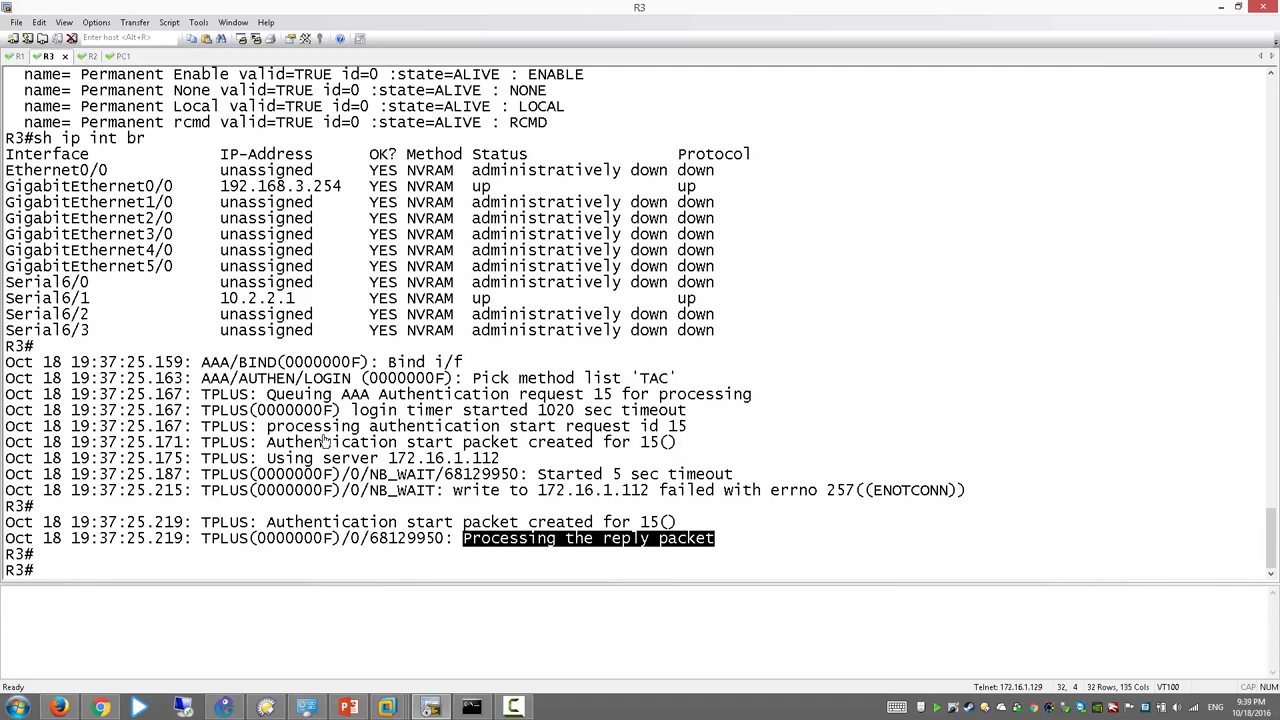 R3
File Edit View Options Transfer Script Tools Window Help
Enter host <Alt+R>
R1 R3 R2 PC1
name= Permanent Enable valid=TRUE id=0 :state=ALIVE : ENABLE
name= Permanent None valid=TRUE id=0 :state=ALIVE : NONE
name= Permanent Local valid=TRUE id=0 :state=ALIVE : LOCAL
name= Permanent rcmd valid=TRUE id=0 :state=ALIVE : RCMD
R3#sh ip int br
Interface IP-Address OK? Method Status Protocol
Ethernet0/0 unassigned YES NVRAM administratively down down
GigabitEthernet0/0 192.168.3.254 YES NVRAM up up
GigabitEthernet1/0 unassigned YES NVRAM administratively down down
GigabitEthernet2/0 unassigned YES NVRAM administratively down down
GigabitEthernet3/0 unassigned YES NVRAM administratively down down
GigabitEthernet4/0 unassigned YES NVRAM administratively down down
GigabitEthernet5/0 unassigned YES NVRAM administratively down down
Serial6/0 unassigned YES NVRAM administratively down down
Serial6/1 10.2.2.1 YES NVRAM up up
Serial6/2 unassigned YES NVRAM administratively down down
Serial6/3 unassigned YES NVRAM administratively down down
R3#
Oct 18 19:37:25.159: AAA/BIND(0000000F): Bind i/f
Oct 18 19:37:25.163: AAA/AUTHEN/LOGIN (0000000F): Pick method list 'TAC'
Oct 18 19:37:25.167: TPLUS: Queuing AAA Authentication request 15 for processing
Oct 18 19:37:25.167: TPLUS(0000000F) login timer started 1020 sec timeout
Oct 18 19:37:25.167: TPLUS: processing authentication start request id 15
Oct 18 19:37:25.171: TPLUS: Authentication start packet created for 15()
Oct 18 19:37:25.175: TPLUS: Using server 172.16.1.112
Oct 18 19:37:25.187: TPLUS(0000000F)/0/NB_WAIT/68129950: Started 5 sec timeout
Oct 18 19:37:25.215: TPLUS(0000000F)/0/NB_WAIT: write to 172.16.1.112 failed with errno 257((ENOTCONN))
R3#
Oct 18 19:37:25.219: TPLUS: Authentication start packet created for 15()
Oct 18 19:37:25.219: TPLUS(0000000F)/0/68129950: Processing the reply packet
R3#
R3#
Ready Telnet: 172.16.1.129 32, 4 32 Rows, 135 Cols VT100 CAP NUM
ENG 9:39 PM
10/18/2016